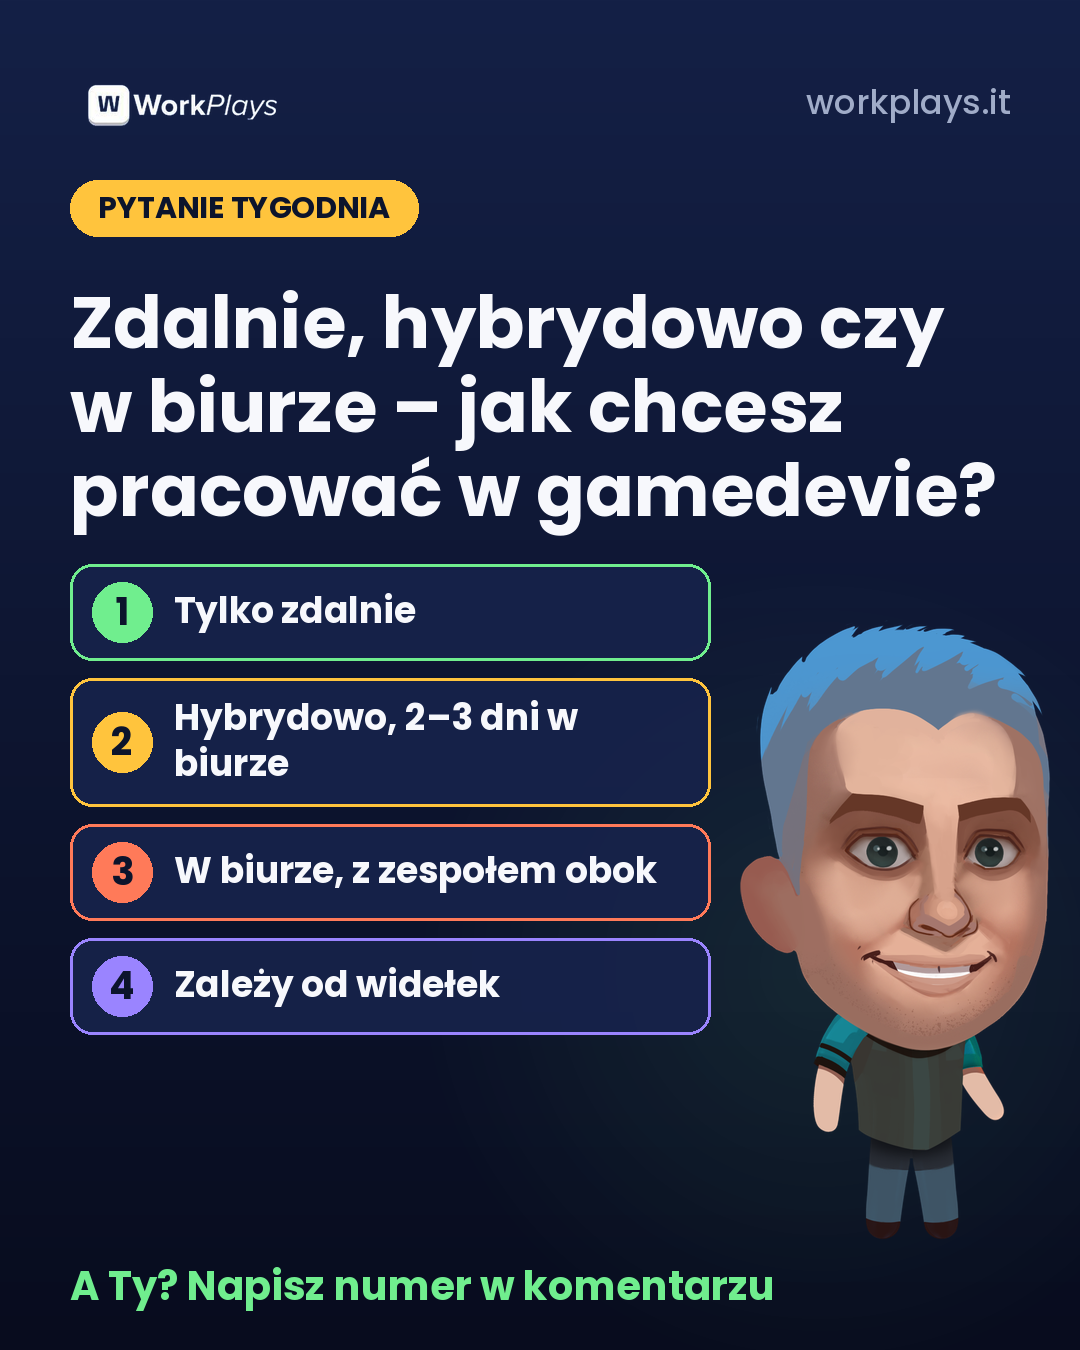 W WorkPlays
workplays.it
PYTANIE TYGODNIA
Zdalnie, hybrydowo czy
w biurze – jak chcesz
pracować w gamedevie?
1 Tylko zdalnie
2 Hybrydowo, 2–3 dni w
biurze
3 W biurze, z zespołem obok
4 Zależy od widełek
A Ty? Napisz numer w komentarzu